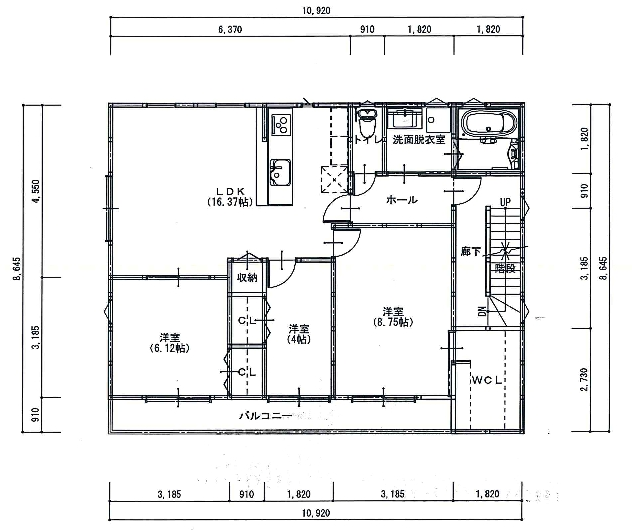 10,920
6,370
910
1,820
1,820
トイレ
洗面脱衣室
ＬＤＫ
(16.37帖)
ホール
UP
廊下
階段
DN
収納
ＣＬ
ＣＬ
洋室
(6.12帖)
洋室
(4帖)
洋室
(8.75帖)
ＷＣＬ
バルコニー
8,645
4,550
3,185
910
1,820
910
3,185
2,730
8,645
3,185
910
1,820
3,185
1,820
10,920